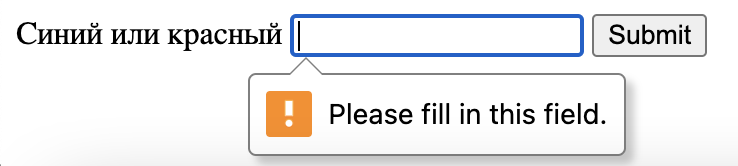 Синий или красный Submit
Please fill in this field.